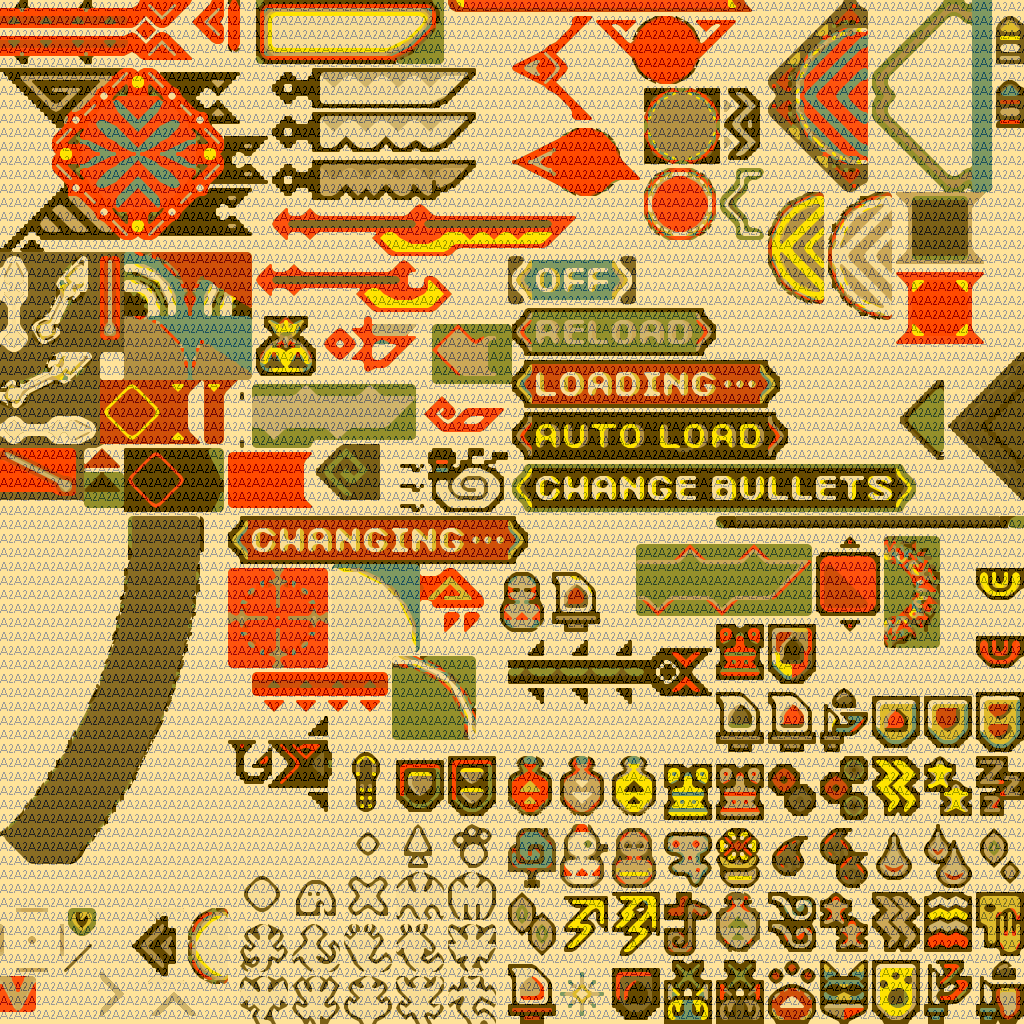 OFF
RELOAD
LOADING...
AUTO LOAD
CHANGE BULLETS
CHANGING...